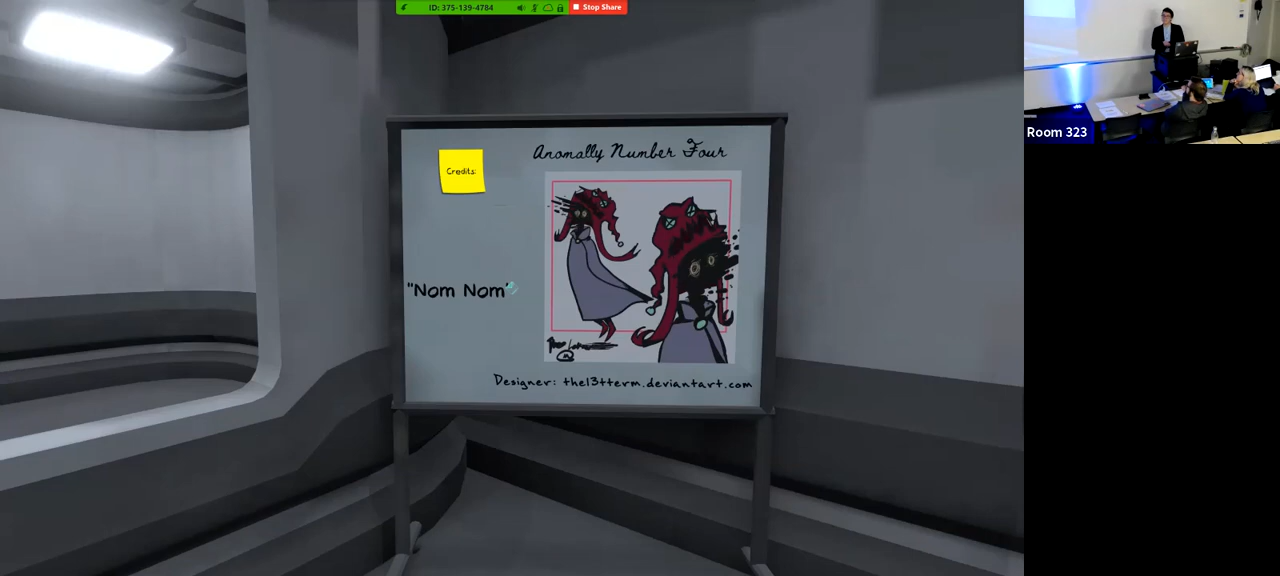 ID: 375-139-4784
Stop Share
Room 323
Credits:
Anomally Number Four
"Nom Nom"
Designer: the13tterm.deviantart.com